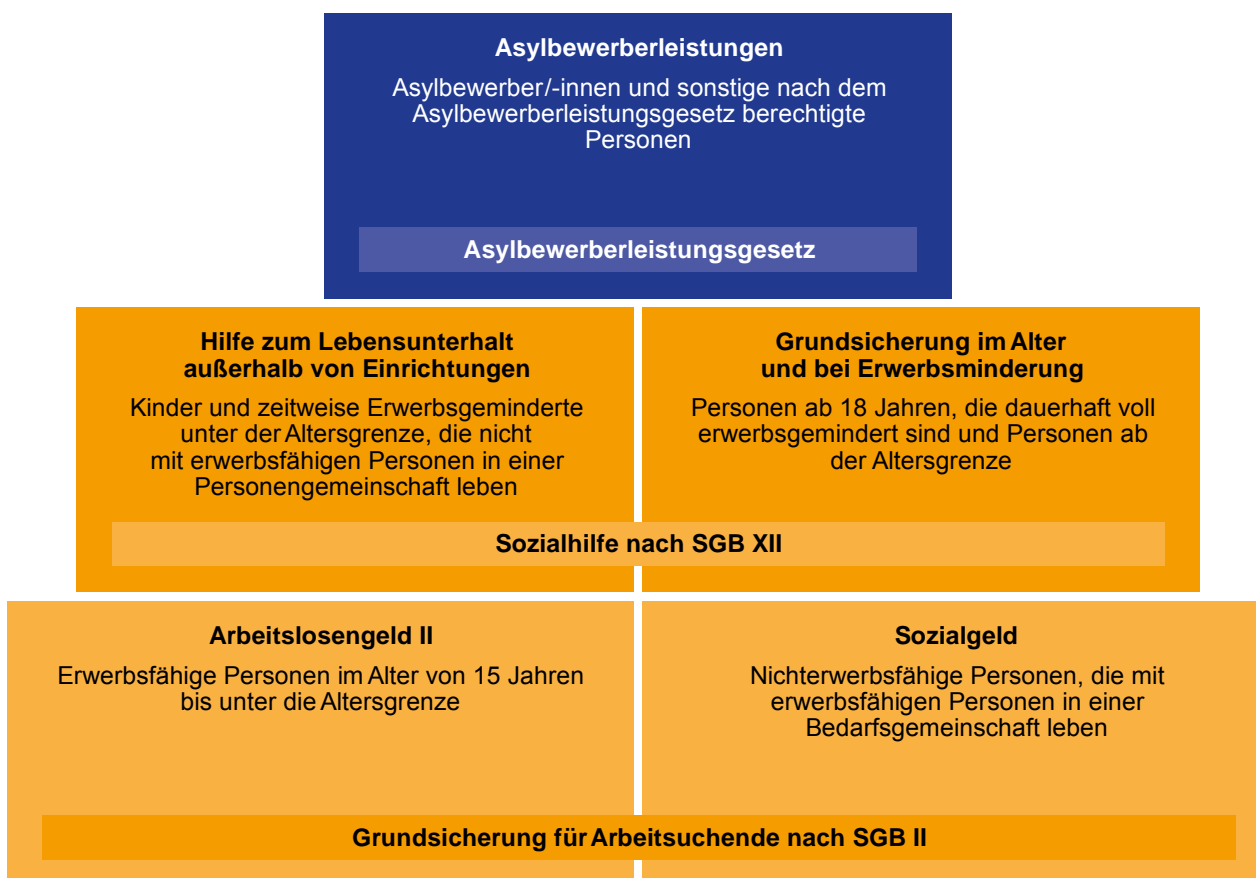 Asylbewerberleistungen
Asylbewerber/-innen und sonstige nach dem
Asylbewerberleistungsgesetz berechtigte
Personen
Asylbewerberleistungsgesetz
Hilfe zum Lebensunterhalt
außerhalb von Einrichtungen
Kinder und zeitweise Erwerbsgeminderte
unter der Altersgrenze, die nicht
mit erwerbsfähigen Personen in einer
Personengemeinschaft leben
Grundsicherung im Alter
und bei Erwerbsminderung
Personen ab 18 Jahren, die dauerhaft voll
erwerbsgemindert sind und Personen ab
der Altersgrenze
Sozialhilfe nach SGB XII
Arbeitslosengeld II
Erwerbsfähige Personen im Alter von 15 Jahren
bis unter die Altersgrenze
Sozialgeld
Nichterwerbsfähige Personen, die mit
erwerbsfähigen Personen in einer
Bedarfsgemeinschaft leben
Grundsicherung für Arbeitsuchende nach SGB II